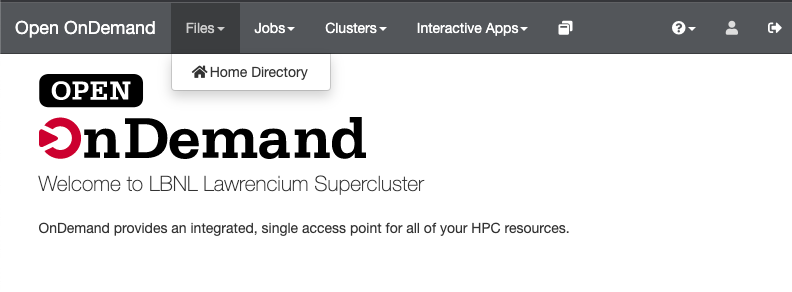 Open OnDemand Files Jobs Clusters Interactive Apps
Home Directory
OPEN
OnDemand
Welcome to LBNL Lawrencium Supercluster
OnDemand provides an integrated, single access point for all of your HPC resources.